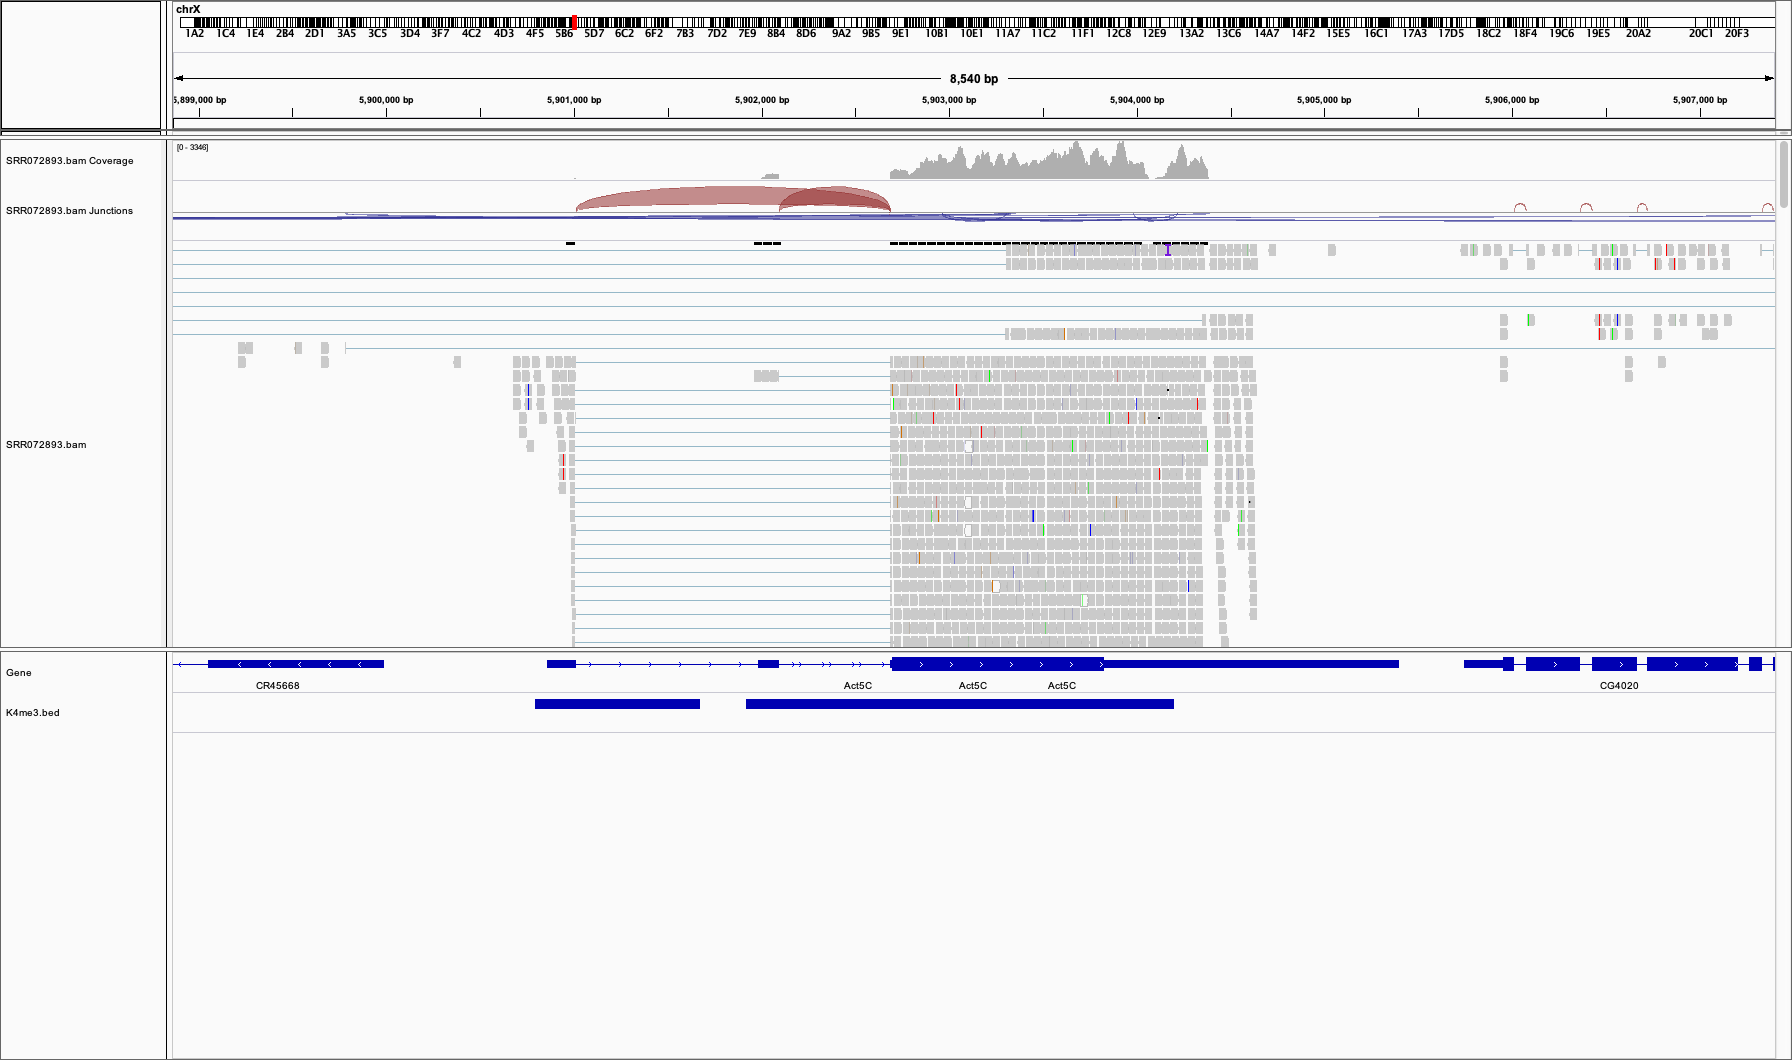 chrX
1A2 1C4 1E4 2B4 2D1 3A5 3C5 3D4 3F7 4C2 4D3 4F5 5B6 5D7 6C2 6F2 7B3 7D2 7E9 8B4 8D6 9A2 9B5 9E1 10B1 10E1 11A7 11C2 11F1 12C8 12E9 13A2 13C6 14A7 14F2 15E5 16C1 17A3 17D5 18C2 18F4 19C6 19E5 20A2 20C1 20F3
8,540 bp
5,899,000 bp 5,900,000 bp 5,901,000 bp 5,902,000 bp 5,903,000 bp 5,904,000 bp 5,905,000 bp 5,906,000 bp 5,907,000 bp
[0 - 3346]
SRR072893.bam Coverage
SRR072893.bam Junctions
SRR072893.bam
Gene
CR45668 Act5C Act5C Act5C CG4020
K4me3.bed